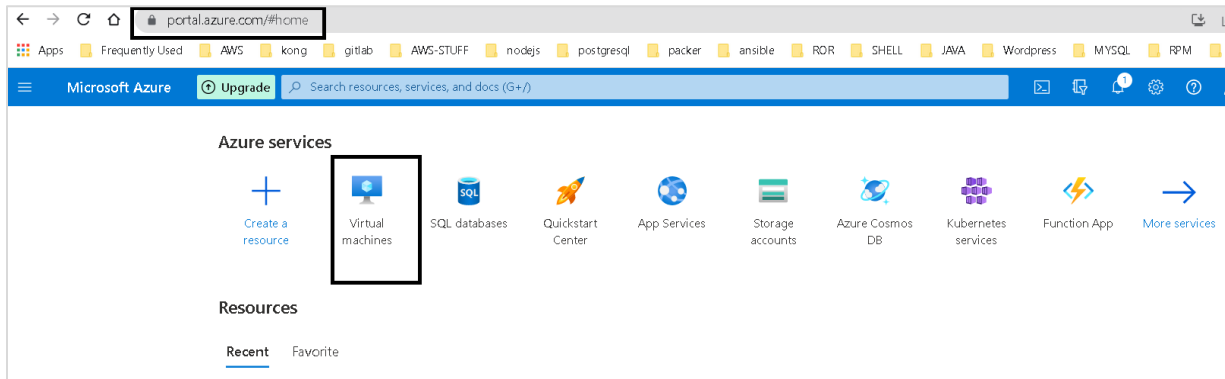 portal.azure.com/#home
Apps Frequently Used AWS kong gitlab AWS-STUFF nodejs postgresql packer ansible ROR SHELL JAVA Wordpress MYSQL RPM
Microsoft Azure Upgrade Search resources, services, and docs (G+/) 1
Azure services
SQL
Create a resource
Virtual machines
SQL databases
Quickstart Center
App Services
Storage accounts
Azure Cosmos DB
Kubernetes services
Function App
More services
Resources
Recent Favorite